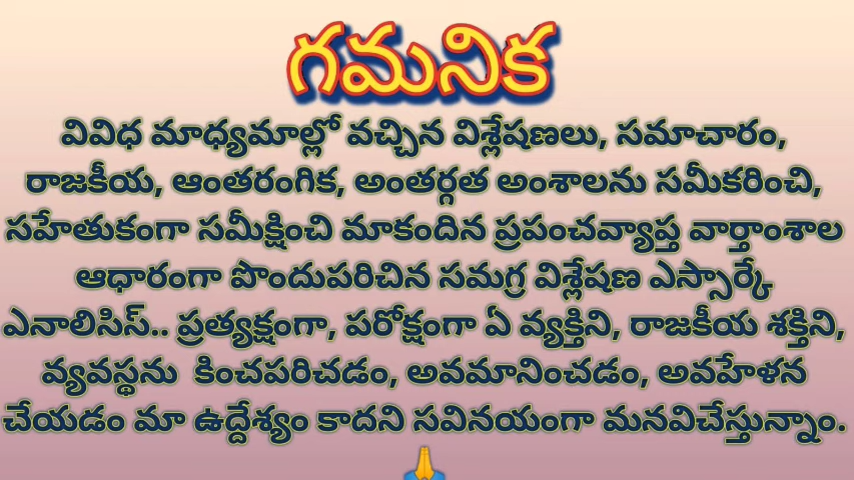 గమనిక
వివిధ మాధ్యమాల్లో వచ్చిన విశ్లేషణలు, సమాచారం,
రాజకీయ, ఆంతరంగిక, అంతర్గత అంశాలను సమీకరించి,
సహేతుకంగా సమీక్షించి మాకందిన ప్రపంచవ్యాప్త వార్తాంశాల
ఆధారంగా పొందుపరిచిన సమగ్ర విశ్లేషణ ఎస్సార్కే
ఎనాలిసిస్.. ప్రత్యక్షంగా, పరోక్షంగా ఏ వ్యక్తిని, రాజకీయ శక్తిని,
వ్యవస్థను కించపరిచడం, అవమానించడం, అవహేళన
చేయడం మా ఉద్దేశ్యం కాదని సవినయంగా మనవిచేస్తున్నాం.
🙏